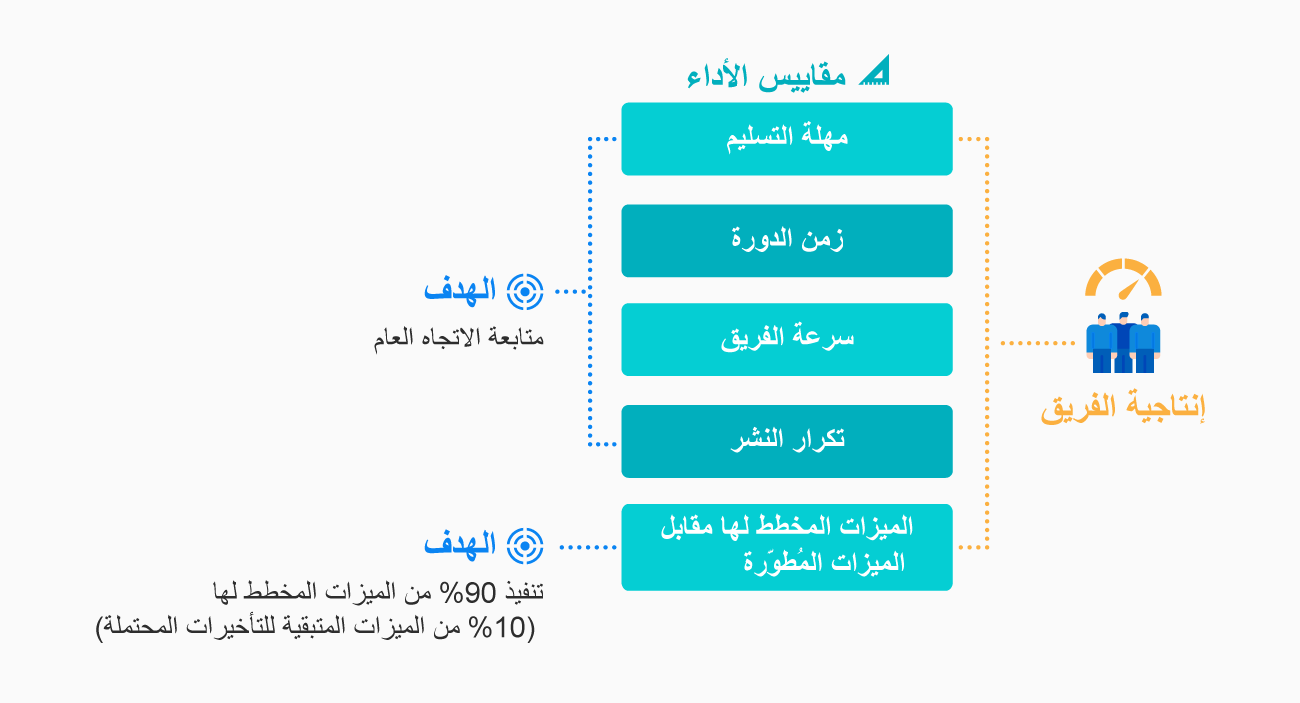 مقاييس الأداء
إنتاجية الفريق
مهلة التسليم
زمن الدورة
سرعة الفريق
تكرار النشر
الهدف
متابعة الاتجاه العام
الميزات المخطط لها مقابل
الميزات المُطوّرة
الهدف
تنفيذ 90% من الميزات المخطط لها
(10% من الميزات المتبقية للتأخيرات المحتملة)